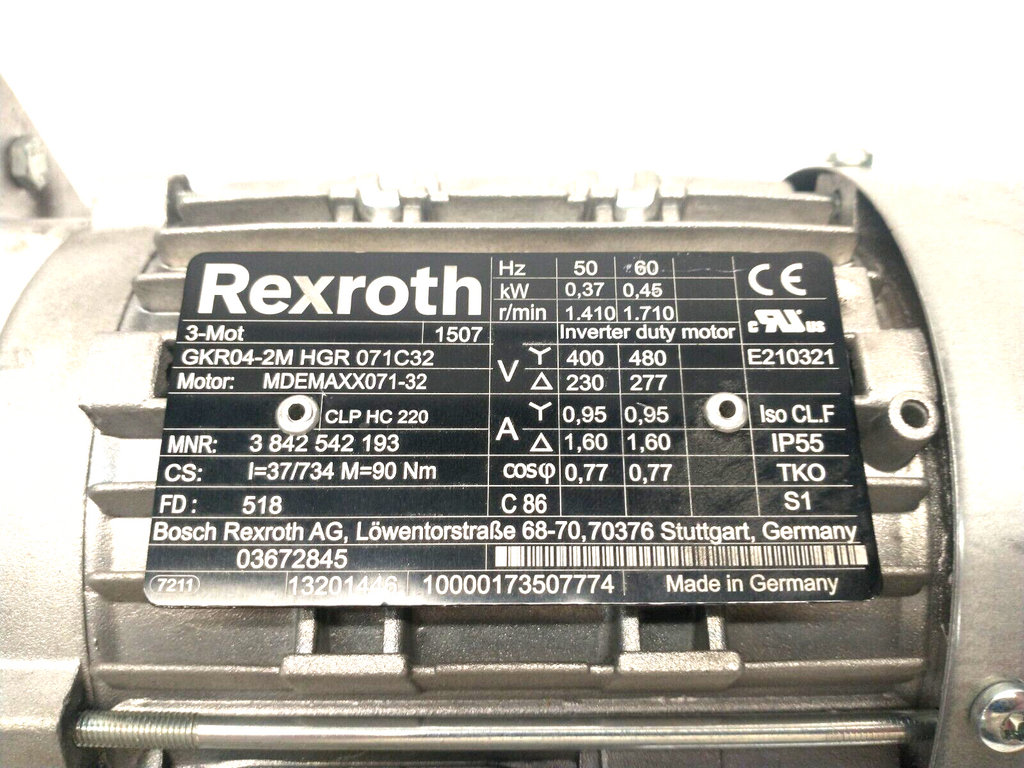 Rexroth
Hz 50 60
kW 0,37 0,45
r/min 1.410 1.710
CE
3-Mot 1507
Inverter duty motor
c RU us
GKR04-2M HGR 071C32
V Y 400 480
E210321
Motor: MDEMAXX071-32
△ 230 277
CLP HC 220
A Y 0,95 0,95
Iso CL.F
MNR: 3 842 542 193
△ 1,60 1,60
IP55
CS: I=37/734 M=90 Nm
cosφ 0,77 0,77
TKO
FD: 518
C 86
S1
Bosch Rexroth AG, Löwentorstraße 68-70,70376 Stuttgart, Germany
03672845
7211 13201446 10000173507774 Made in Germany